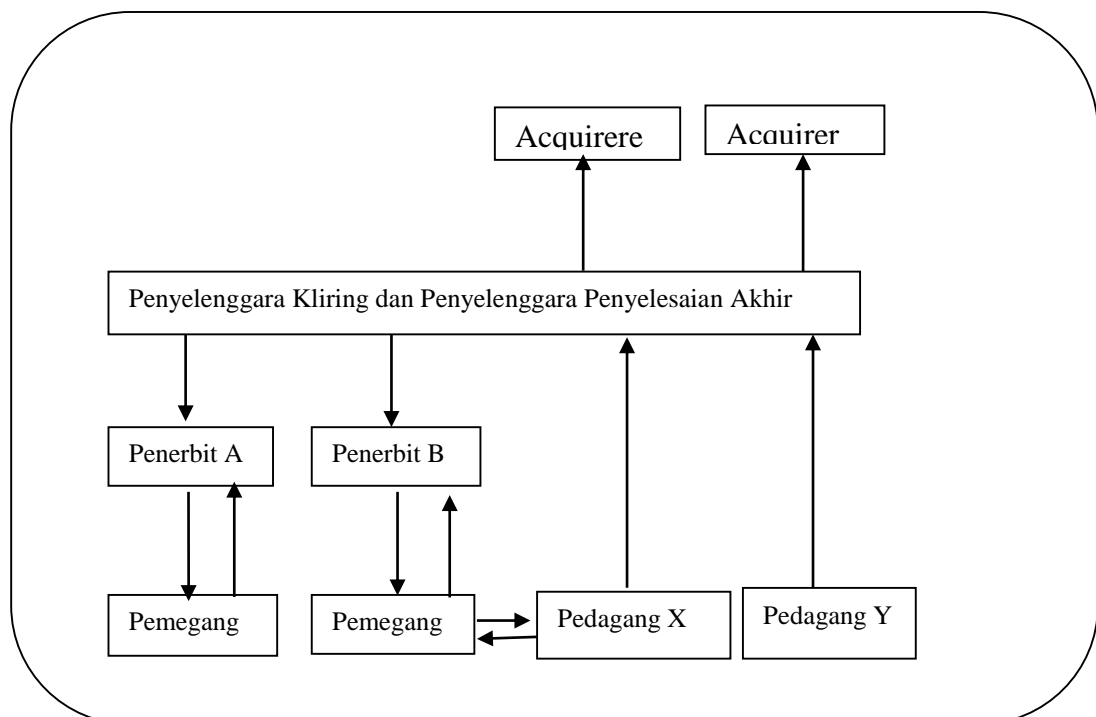 Acquirere
Acquirer
Penyelenggara Kliring dan Penyelenggara Penyelesaian Akhir
Penerbit A
Penerbit B
Pemegang
Pemegang
Pedagang X
Pedagang Y